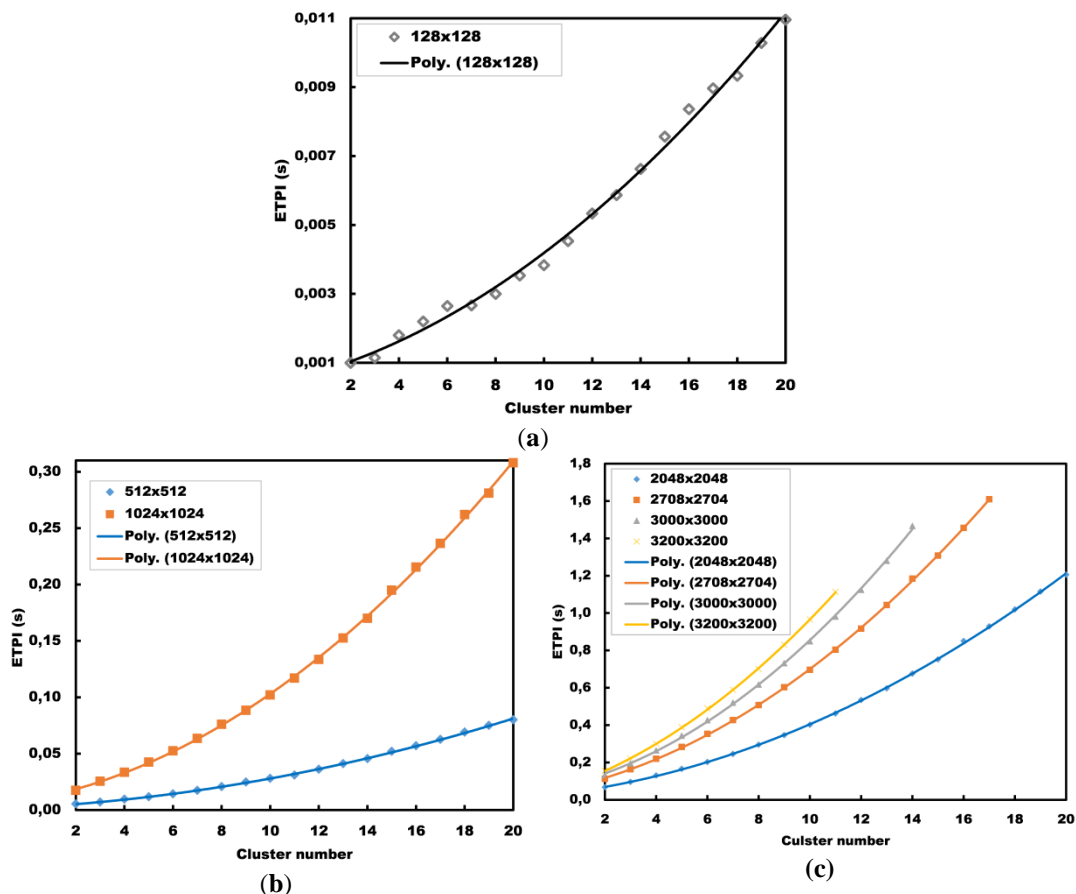 0,011
128x128
Poly. (128x128)
0,009
0,007
ETPI (s)
0,005
0,003
0,001
2 4 6 8 10 12 14 16 18 20
Cluster number
(a)
0,30
512x512
1024x1024
0,25
Poly. (512x512)
Poly. (1024x1024)
0,20
ETPI (s)
0,15
0,10
0,05
0,00
2 4 6 8 10 12 14 16 18 20
Cluster number
(b)
1,8
2048x2048
1,6
2708x2704
3000x3000
1,4
3200x3200
1,2
Poly. (2048x2048)
Poly. (2708x2704)
1,0
Poly. (3000x3000)
Poly. (3200x3200)
ETPI (s)
0,8
0,6
0,4
0,2
0,0
2 4 6 8 10 12 14 16 18 20
Culster number
(c)